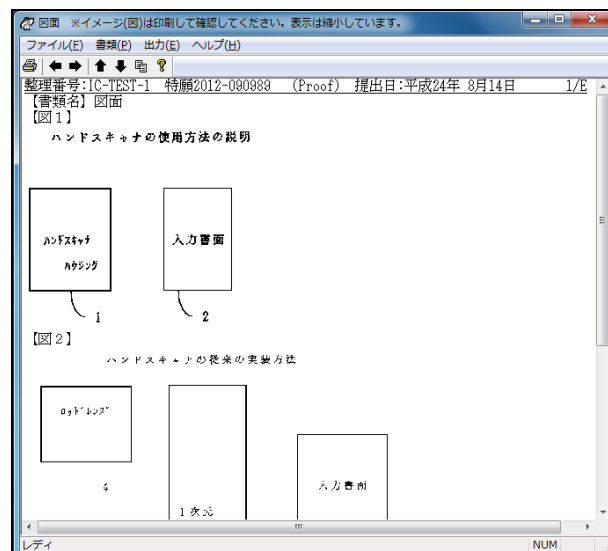 図面 ※イメージ(図)は印刷して確認してください。表示は縮小しています。
ファイル(F) 書類(P) 出力(E) ヘルプ(H)
整理番号:IC-TEST-1 特願2012-090989 (Proof) 提出日:平成24年 8月14日 1/E
【書類名】図面
【図1】
ハンドスキャナの使用方法の説明
ハンドスキャナ
ハウジング
入力書面
1
2
【図2】
ハンドスキャナの従来の実装方法
ロッドレンズ
入力書面
1次元
レディ
NUM